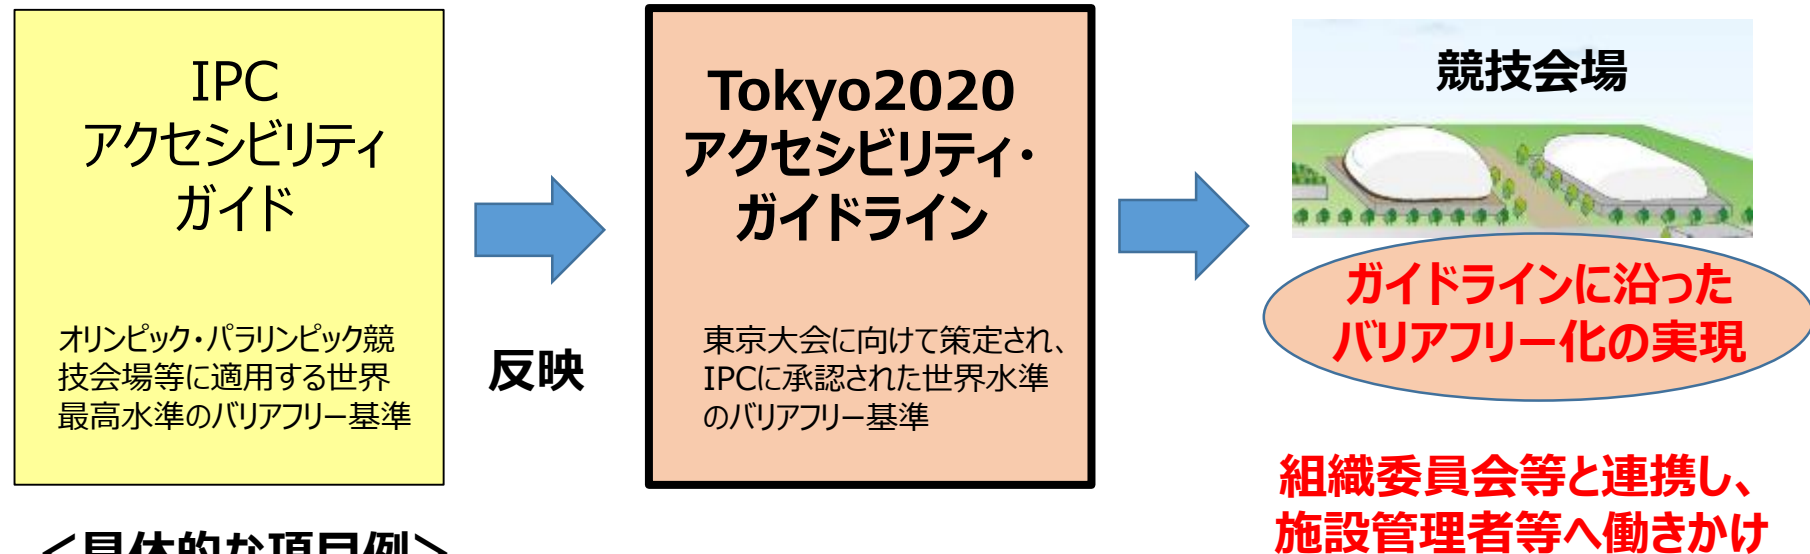 IPC
アクセシビリティ
ガイド
オリンピック・パラリンピック競
技会場等に適用する世界
最高水準のバリアフリー基準
反映
Tokyo2020
アクセシビリティ・
ガイドライン
東京大会に向けて策定され、
IPCに承認された世界水準
のバリアフリー基準
競技会場
ガイドラインに沿った
バリアフリー化の実現
組織委員会等と連携し、
施設管理者等へ働きかけ
＜具体的な項目例＞